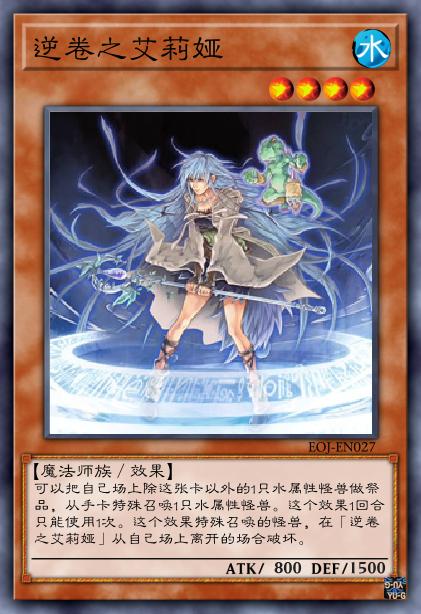 逆卷之艾莉娅
水
EOJ-EN027
【魔法师族／效果】
可以把自己场上除这张卡以外的1只水属性怪兽做祭
品，从手卡特殊召唤1只水属性怪兽。这个效果1回合
只能使用1次。这个效果特殊召唤的怪兽，在「逆卷
之艾莉娅」从自己场上离开的场合破坏。
ATK/ 800 DEF/1500